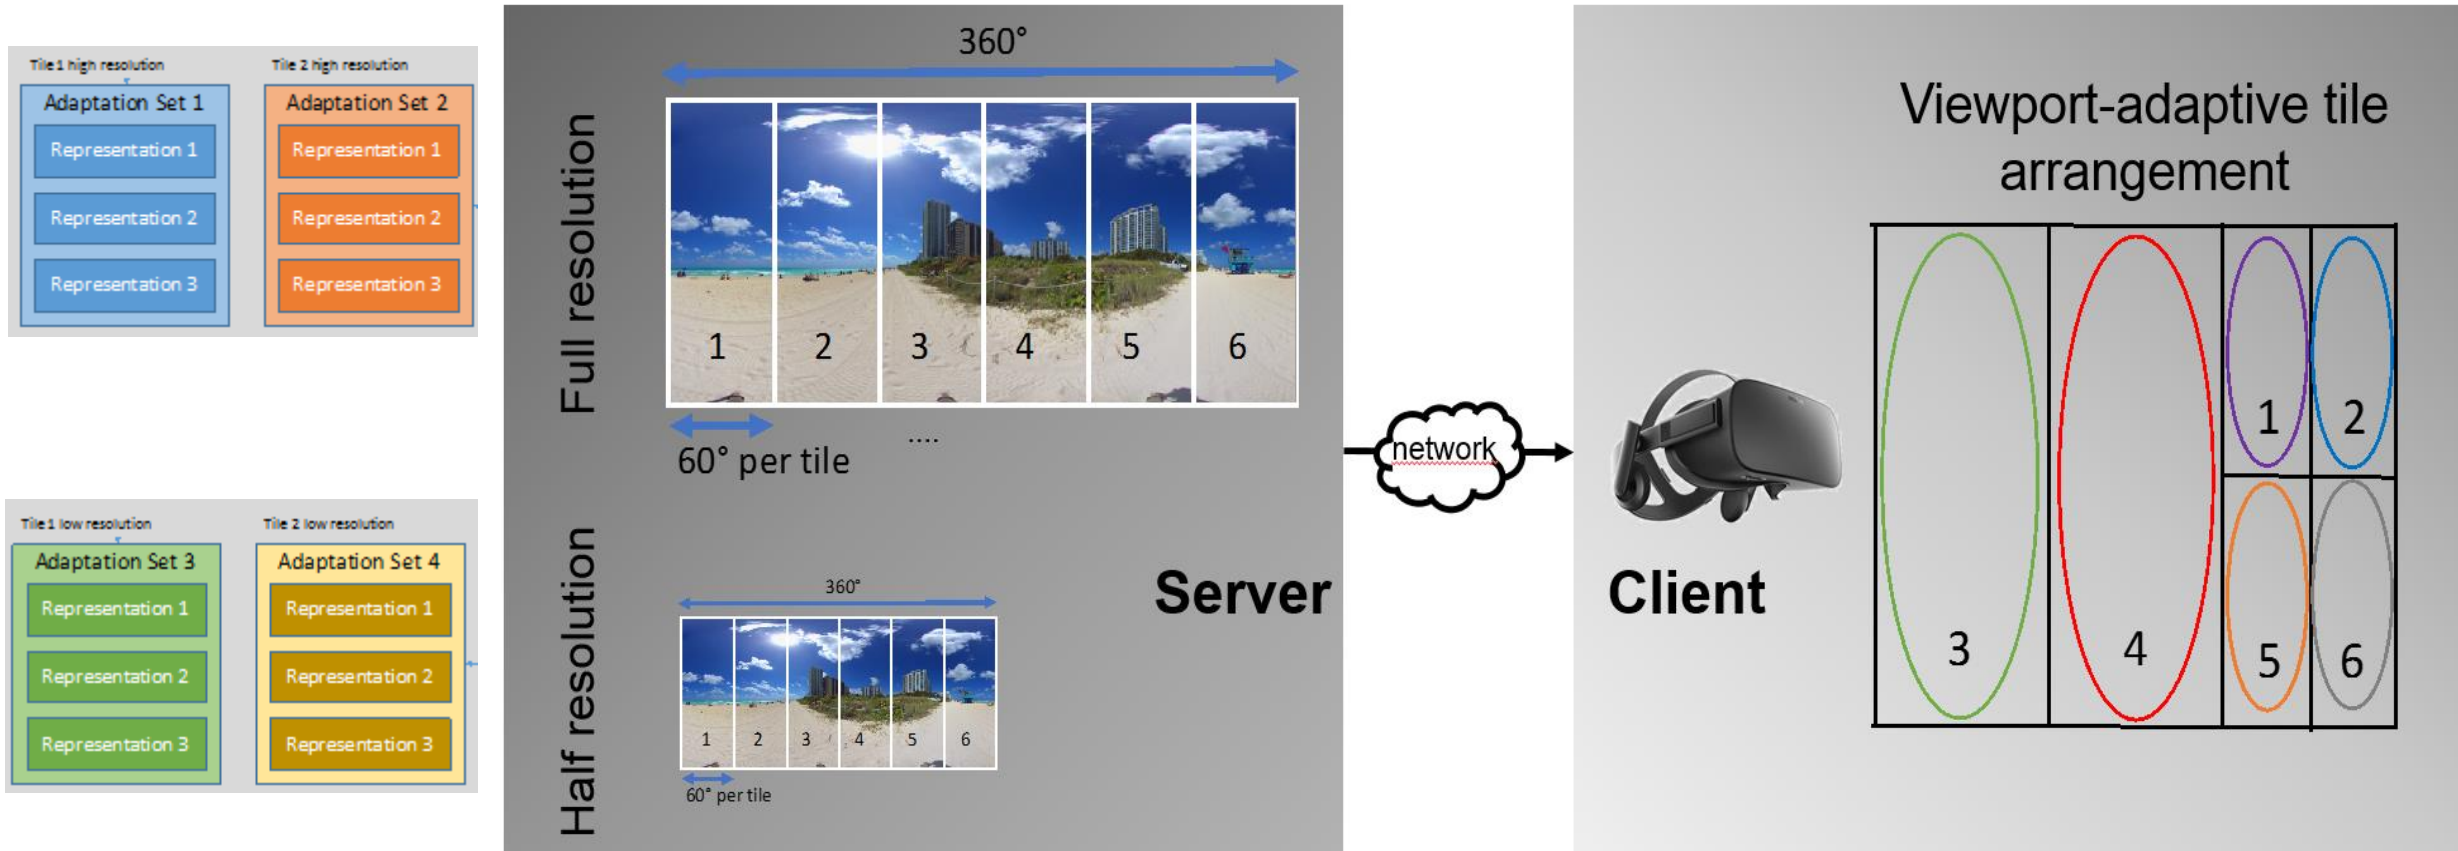 Tile 1 high resolution
Adaptation Set 1
Representation 1
Representation 2
Representation 3
Tile 2 high resolution
Adaptation Set 2
Representation 1
Representation 2
Representation 3
Tile 1 low resolution
Adaptation Set 3
Representation 1
Representation 2
Representation 3
Tile 2 low resolution
Adaptation Set 4
Representation 1
Representation 2
Representation 3
Full resolution
360°
1 2 3 4 5 6
60° per tile
....
Half resolution
360°
1 2 3 4 5 6
60° per tile
Server
network
Client
Viewport-adaptive tile
arrangement
3 4 1 2
5 6